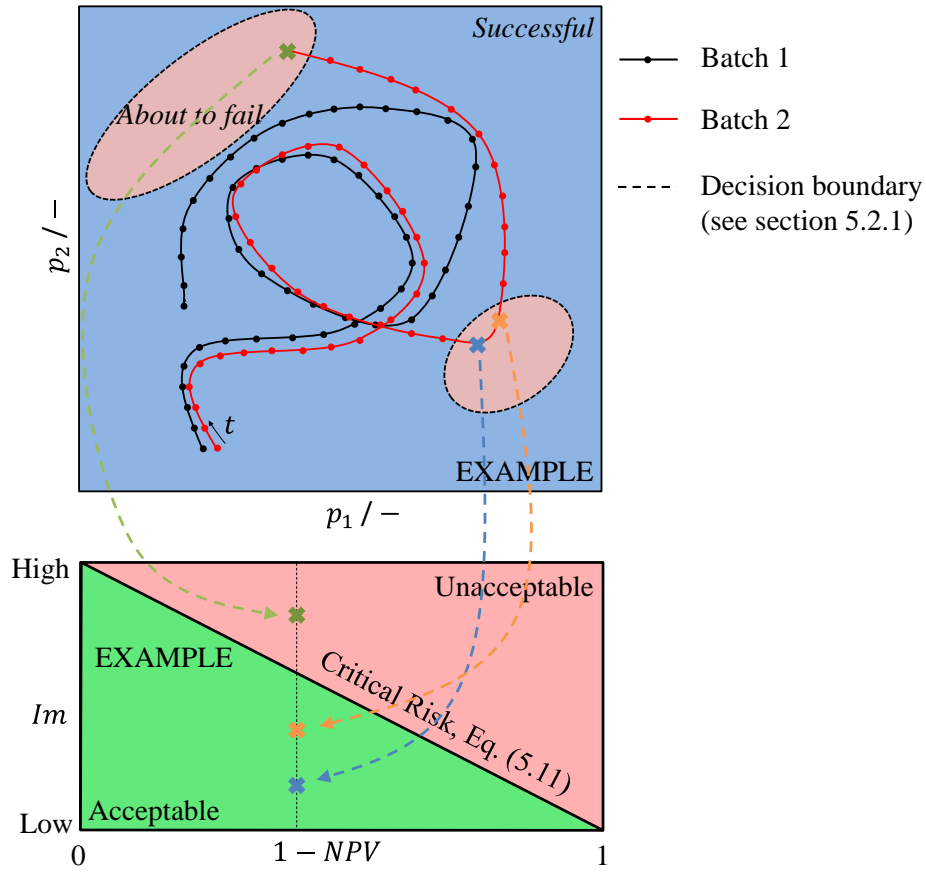 Successful
About to fail
t
EXAMPLE
p₂ / −
p₁ / −
Batch 1
Batch 2
Decision boundary
(see section 5.2.1)
High
Unacceptable
EXAMPLE
Critical Risk, Eq. (5.11)
Im
Acceptable
Low
0
1 − NPV
1